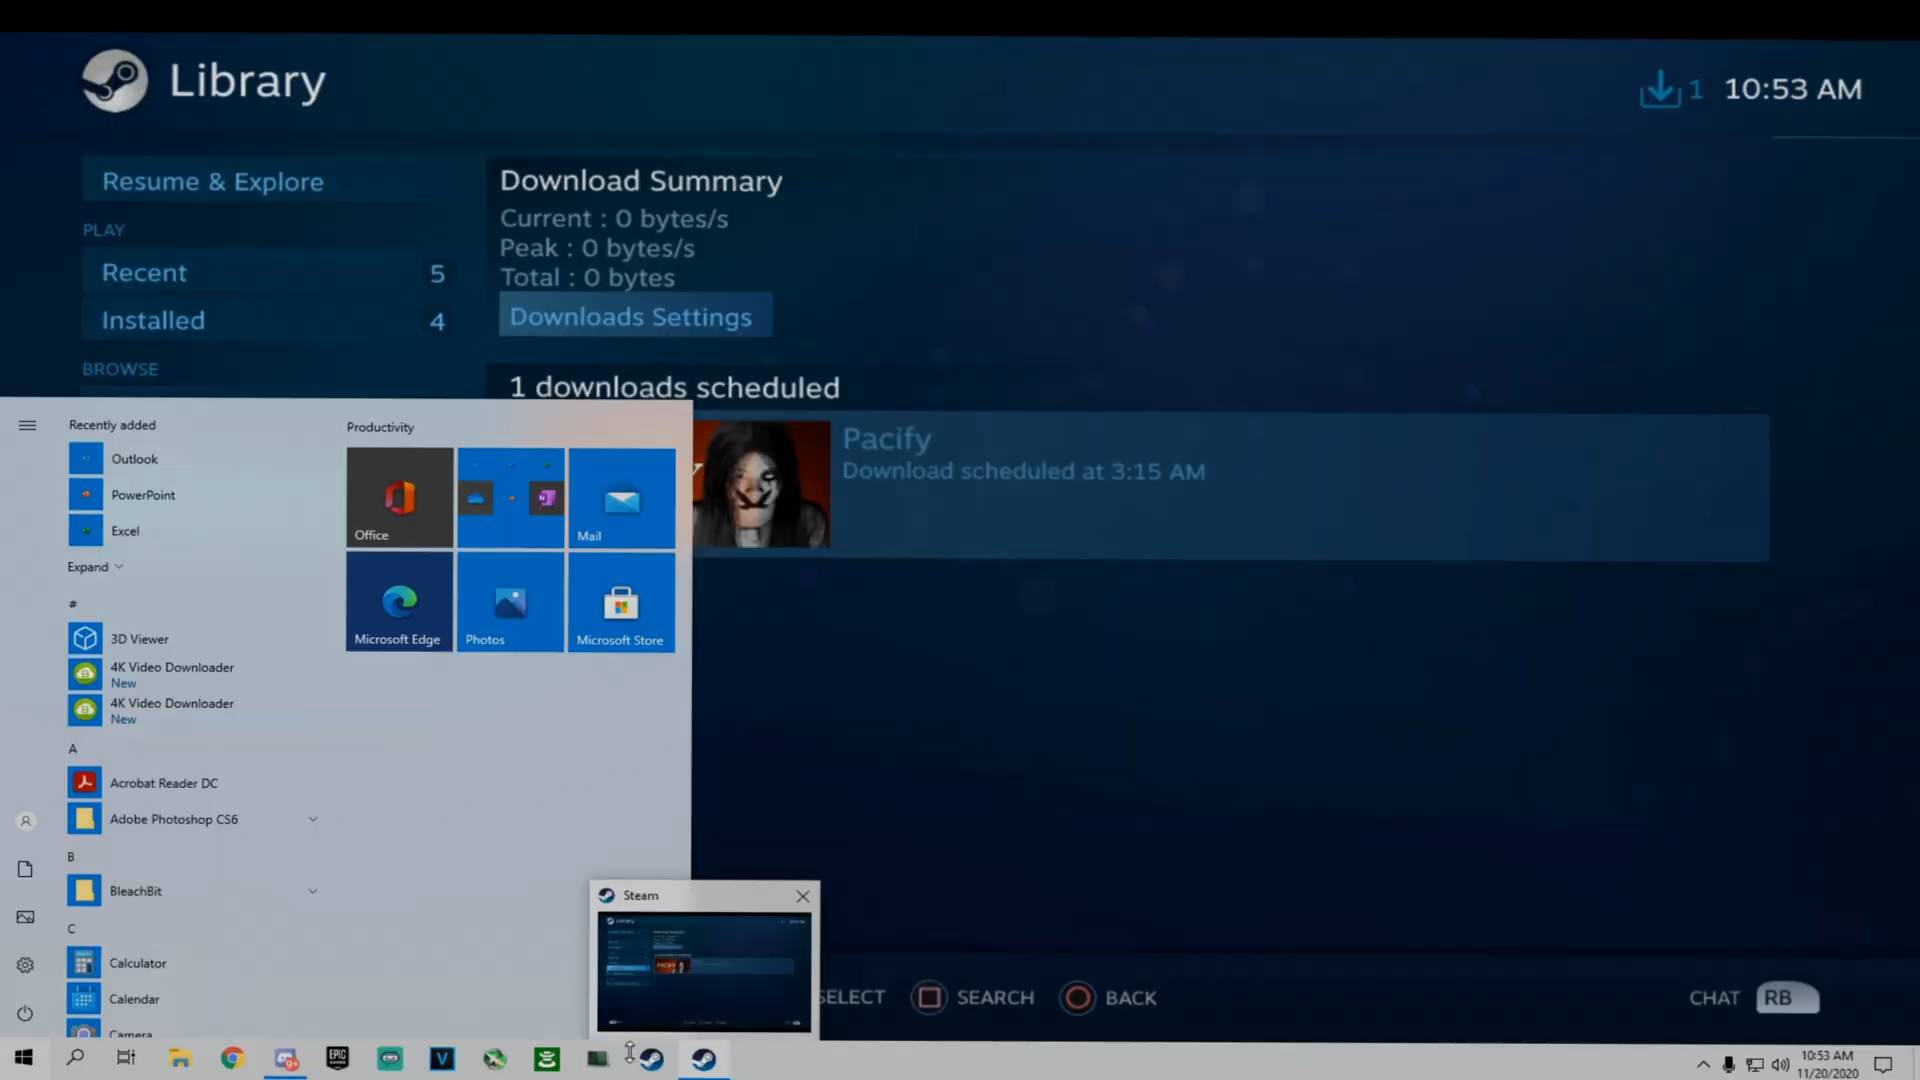 Library
1 10:53 AM
Resume & Explore
PLAY
Recent 5
Installed 4
BROWSE
Download Summary
Current : 0 bytes/s
Peak : 0 bytes/s
Total : 0 bytes
Downloads Settings
1 downloads scheduled
Pacify
Download scheduled at 3:15 AM
Recently added
Outlook
PowerPoint
Excel
Expand
#
3D Viewer
4K Video Downloader
New
4K Video Downloader
New
A
Acrobat Reader DC
Adobe Photoshop CS6
B
BleachBit
C
Calculator
Calendar
Camera
Productivity
Office
Mail
Microsoft Edge
Photos
Microsoft Store
Steam
SELECT
SEARCH
BACK
CHAT RB
EPIC
V
10:53 AM
11/20/2020